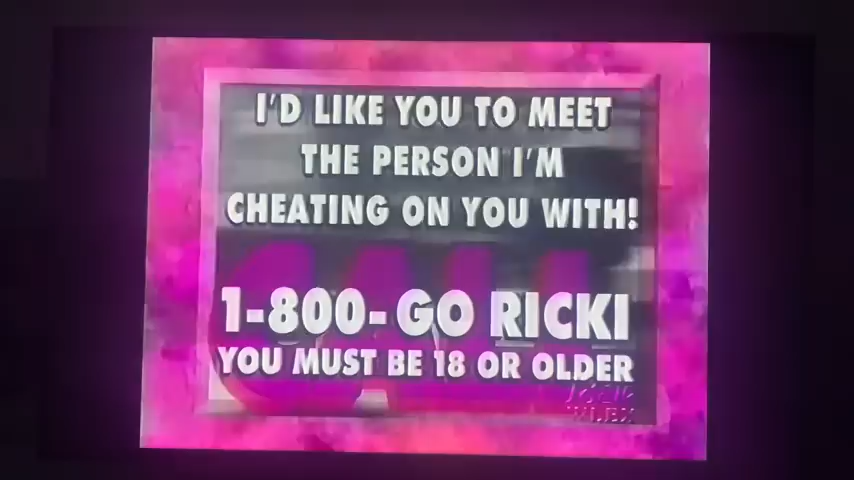 I'D LIKE YOU TO MEET
THE PERSON I'M
CHEATING ON YOU WITH!
CALL
1-800-GO RICKI
YOU MUST BE 18 OR OLDER